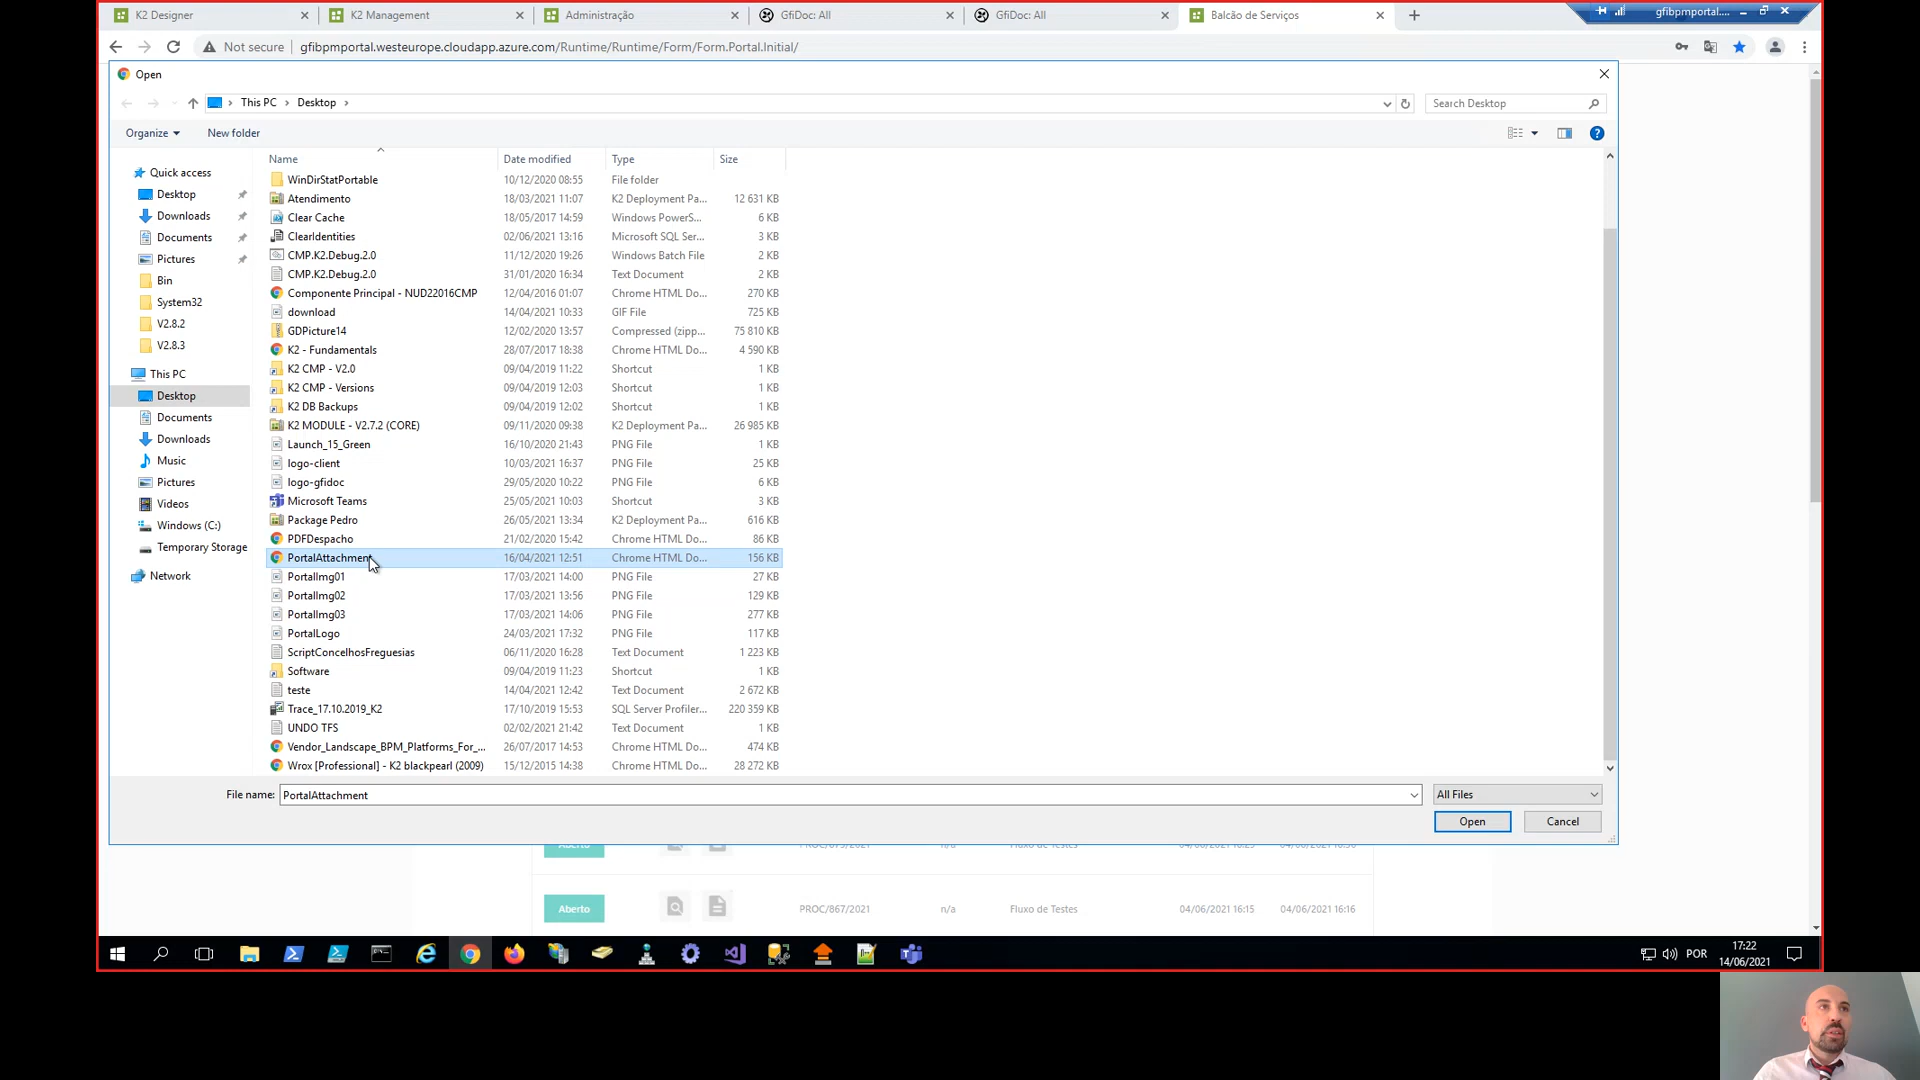 K2 Designer
K2 Management
Administração
GfiDoc: All
GfiDoc: All
Balcão de Serviços
gfibpmportal....
Not secure
gfibpmportal.westeurope.cloudapp.azure.com/Runtime/Runtime/Form/Form.Portal.Initial/
Open
This PC
Desktop
Search Desktop
Organize
New folder
Name
Date modified
Type
Size
Quick access
Desktop
Downloads
Documents
Pictures
Bin
System32
V2.8.2
V2.8.3
This PC
Desktop
Documents
Downloads
Music
Pictures
Videos
Windows (C:)
Temporary Storage
Network
WinDirStatPortable 10/12/2020 08:55 File folder
Atendimento 18/03/2021 11:07 K2 Deployment Pa... 12 631 KB
Clear Cache 18/05/2017 14:59 Windows PowerS... 6 KB
ClearIdentities 02/06/2021 13:16 Microsoft SQL Ser... 3 KB
CMP.K2.Debug.2.0 11/12/2020 19:26 Windows Batch File 2 KB
CMP.K2.Debug.2.0 31/01/2020 16:34 Text Document 2 KB
Componente Principal - NUD22016CMP 12/04/2016 01:07 Chrome HTML Do... 270 KB
download 14/04/2021 10:33 GIF File 725 KB
GDPicture14 12/02/2020 13:57 Compressed (zipp... 75 810 KB
K2 - Fundamentals 28/07/2017 18:38 Chrome HTML Do... 4 590 KB
K2 CMP - V2.0 09/04/2019 11:22 Shortcut 1 KB
K2 CMP - Versions 09/04/2019 12:03 Shortcut 1 KB
K2 DB Backups 09/04/2019 12:02 Shortcut 1 KB
K2 MODULE - V2.7.2 (CORE) 09/11/2020 09:38 K2 Deployment Pa... 26 985 KB
Launch_15_Green 16/10/2020 21:43 PNG File 1 KB
logo-client 10/03/2021 16:37 PNG File 25 KB
logo-gfidoc 29/05/2020 10:22 PNG File 6 KB
Microsoft Teams 25/05/2021 10:03 Shortcut 3 KB
Package Pedro 26/05/2021 13:34 K2 Deployment Pa... 616 KB
PDFDespacho 21/02/2020 15:42 Chrome HTML Do... 86 KB
PortalAttachment 16/04/2021 12:51 Chrome HTML Do... 156 KB
PortalImg01 17/03/2021 14:00 PNG File 27 KB
PortalImg02 17/03/2021 13:56 PNG File 129 KB
PortalImg03 17/03/2021 14:06 PNG File 277 KB
PortalLogo 24/03/2021 17:32 PNG File 117 KB
ScriptConcelhosFreguesias 06/11/2020 16:28 Text Document 1 223 KB
Software 09/04/2019 11:23 Shortcut 1 KB
teste 14/04/2021 12:42 Text Document 2 672 KB
Trace_17.10.2019_K2 17/10/2019 15:53 SQL Server Profiler... 220 359 KB
UNDO TFS 02/02/2021 21:42 Text Document 1 KB
Vendor_Landscape_BPM_Platforms_For_... 26/07/2017 14:53 Chrome HTML Do... 474 KB
Wrox [Professional] - K2 blackpearl (2009) 15/12/2015 14:38 Chrome HTML Do... 28 272 KB
File name: PortalAttachment
All Files
Open
Cancel
Aberto PROC/867/2021 n/a Fluxo de Testes 04/06/2021 16:15 04/06/2021 16:16
POR
17:22
14/06/2021